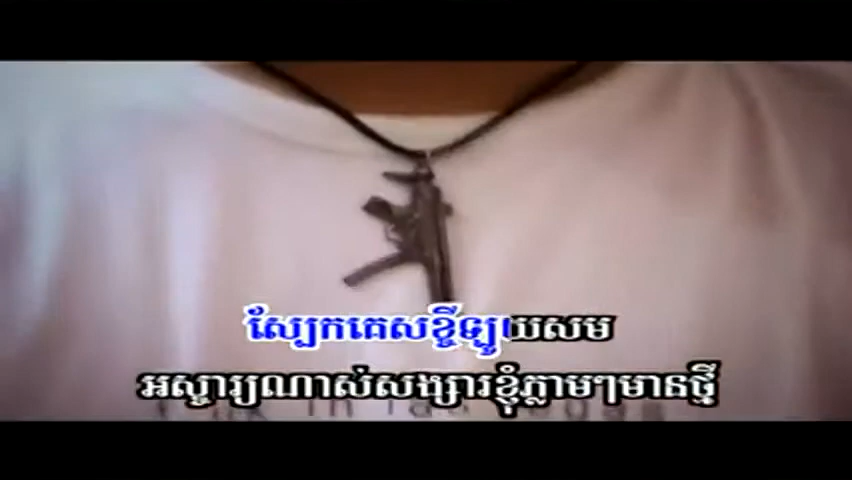 ស្បែកគេសខ្ចីឡូយសម
អស្ចារ្យណាស់សង្សារខ្ញុំភ្លាមៗមានថ្មី